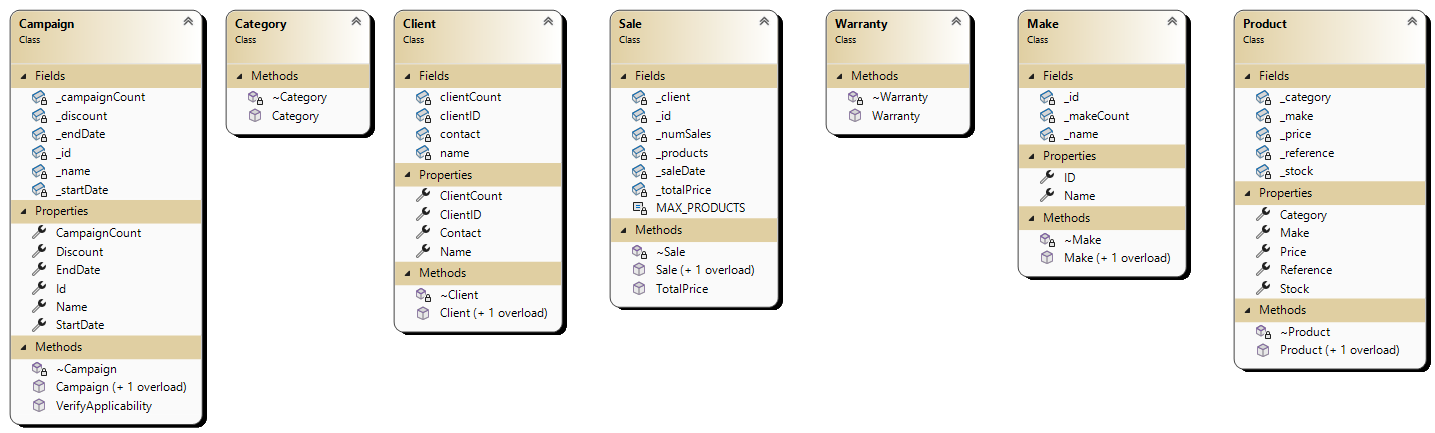 Campaign
Class
Fields
_campaignCount
_discount
_endDate
_id
_name
_startDate
Properties
CampaignCount
Discount
EndDate
Id
Name
StartDate
Methods
~Campaign
Campaign (+ 1 overload)
VerifyApplicability
Category
Class
Methods
~Category
Category
Client
Class
Fields
clientCount
clientID
contact
name
Properties
ClientCount
ClientID
Contact
Name
Methods
~Client
Client (+ 1 overload)
Sale
Class
Fields
_client
_id
_numSales
_products
_saleDate
_totalPrice
MAX_PRODUCTS
Methods
~Sale
Sale (+ 1 overload)
TotalPrice
Warranty
Class
Methods
~Warranty
Warranty
Make
Class
Fields
_id
_makeCount
_name
Properties
ID
Name
Methods
~Make
Make (+ 1 overload)
Product
Class
Fields
_category
_make
_price
_reference
_stock
Properties
Category
Make
Price
Reference
Stock
Methods
~Product
Product (+ 1 overload)